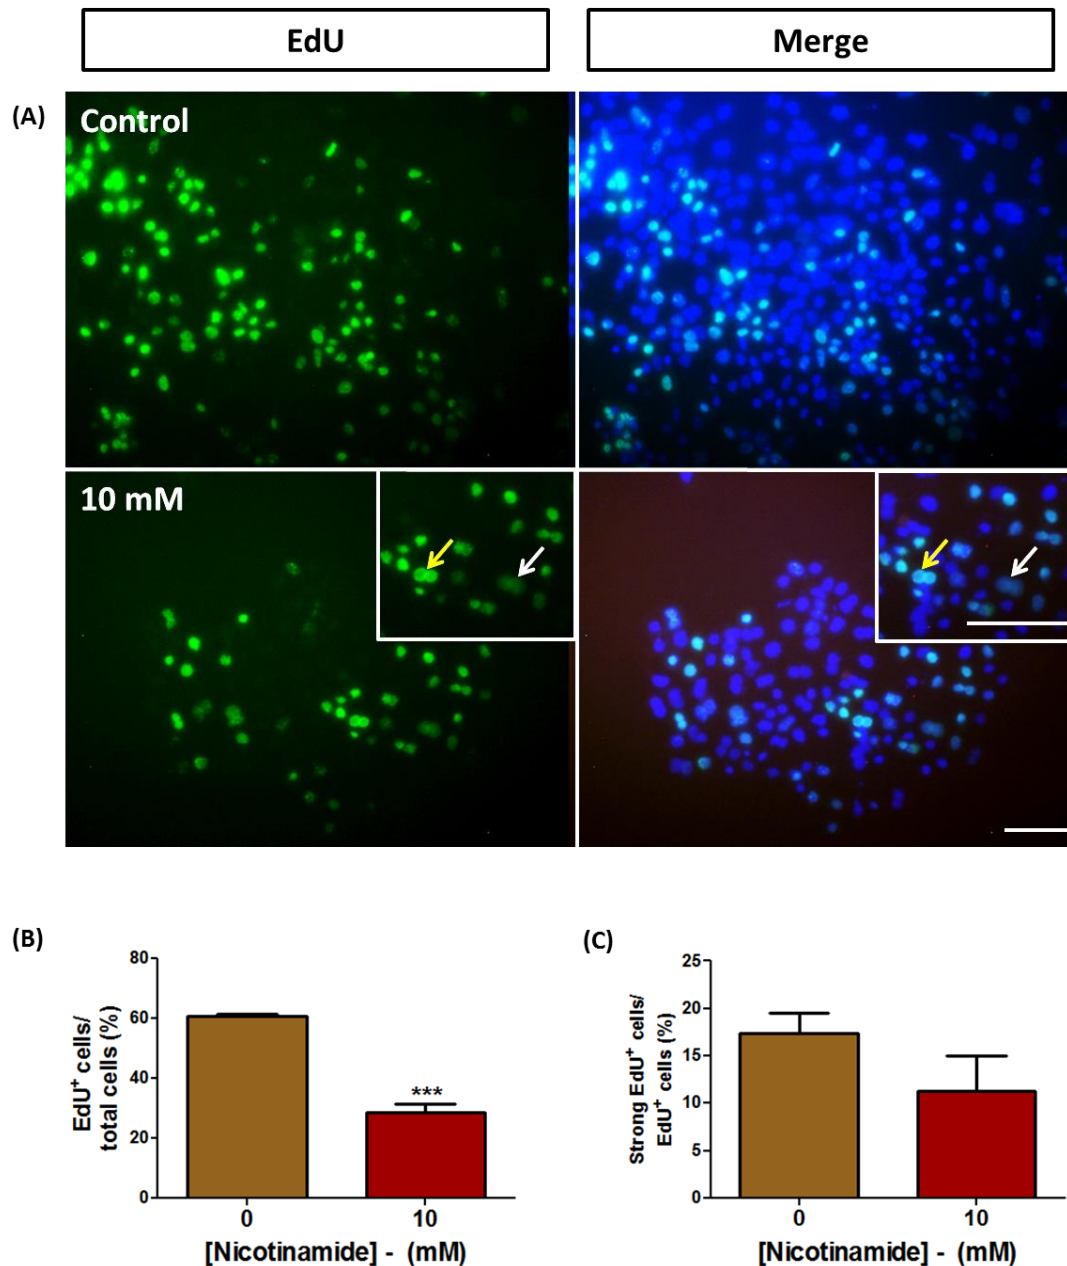 EdU
Merge
(A)
Control
10 mM
(B)
80
60
40
20
0
EdU⁺ cells/
total cells (%)
***
0
10
[Nicotinamide] - (mM)
(C)
25
20
15
10
5
0
Strong EdU⁺ cells/
EdU⁺ cells (%)
0
10
[Nicotinamide] - (mM)